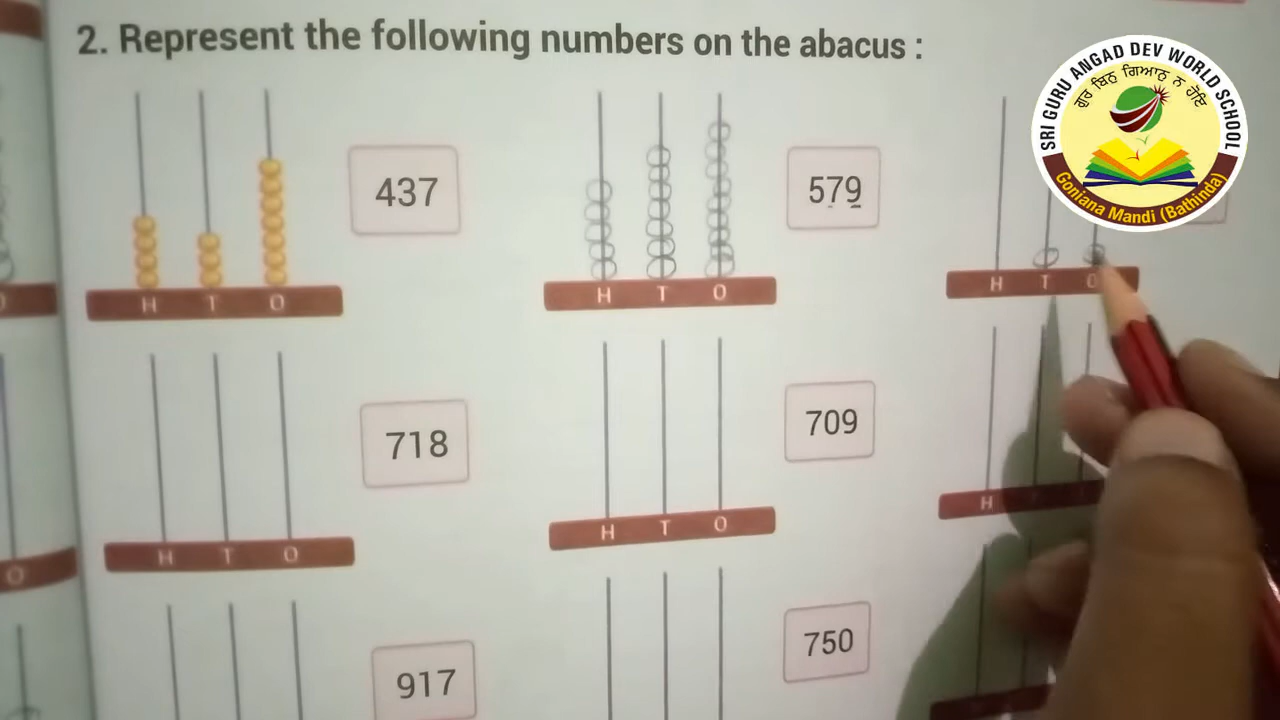 2. Represent the following numbers on the abacus :
SRI GURU ANGAD DEV WORLD SCHOOL
ਗੁਰ ਬਿਨੁ ਗਿਆਨੁ ਨ ਹੋਇ
Goniana Mandi (Bathinda)
437
579
H T O
H T O
H T O
O
718
709
H T O
H T O
H
O
917
750